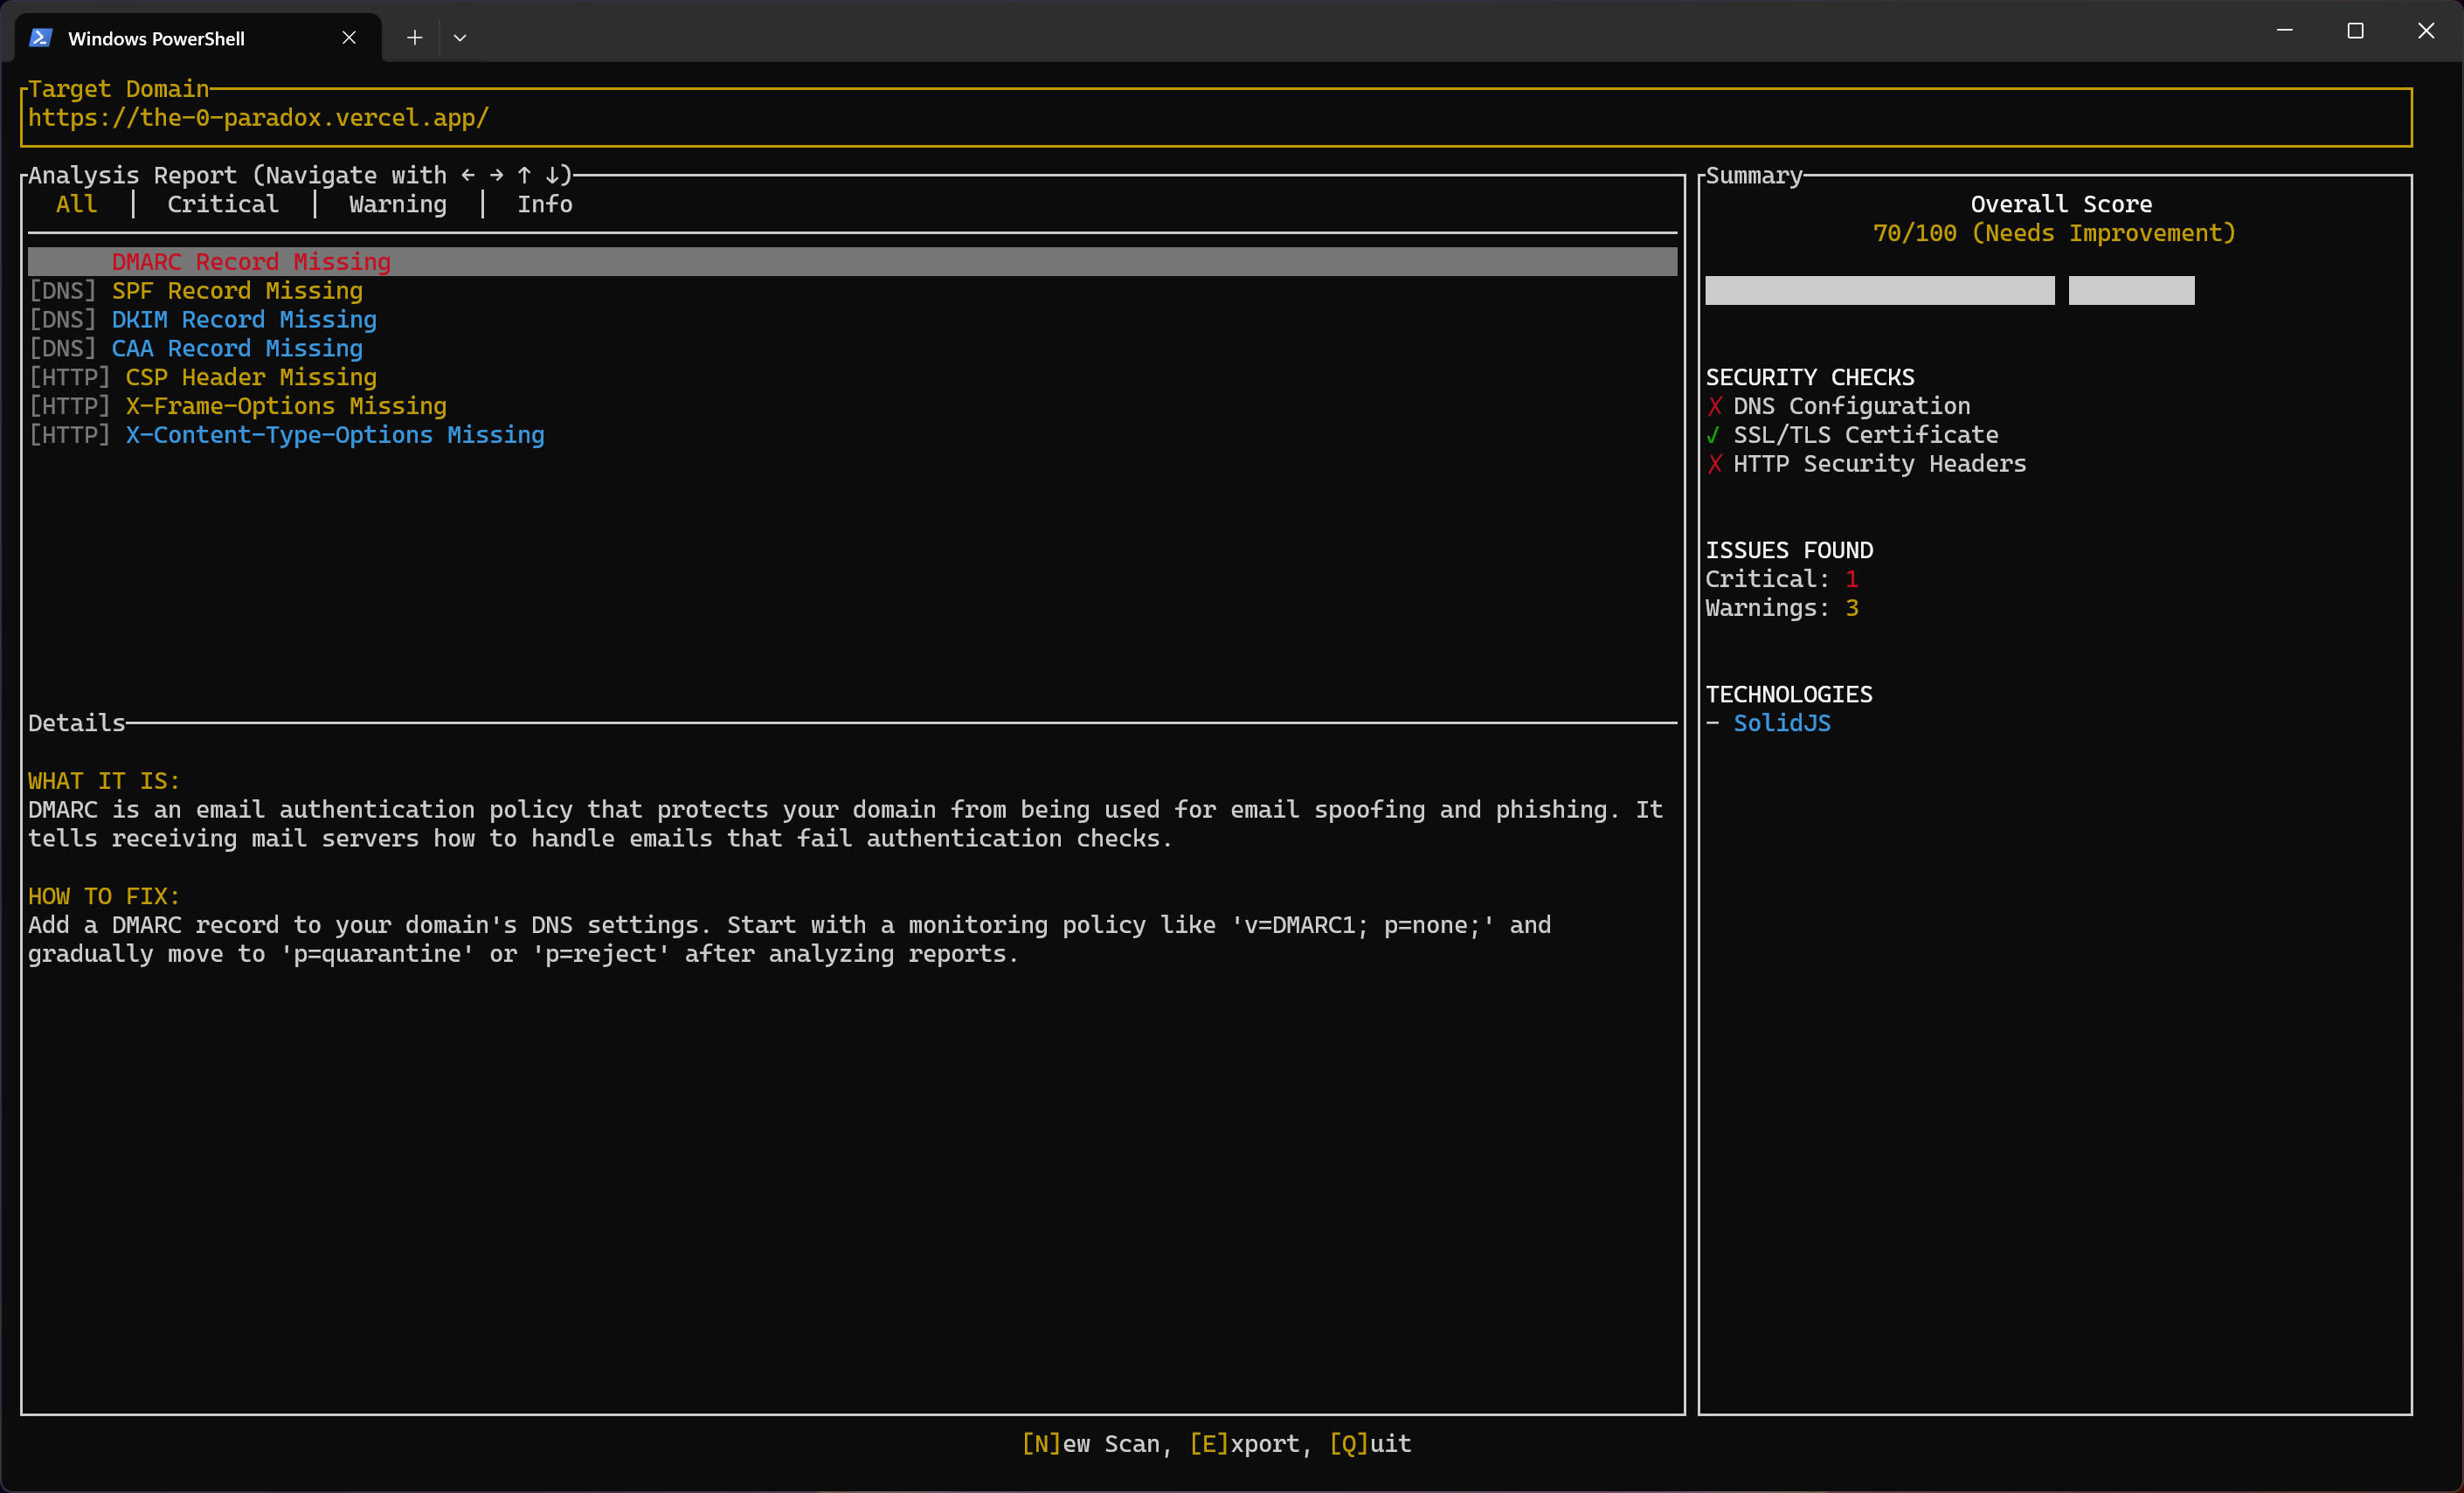 Windows PowerShell
Target Domain
https://the-0-paradox.vercel.app/
Analysis Report (Navigate with ← → ↑ ↓)
All │ Critical │ Warning │ Info
DMARC Record Missing
[DNS] SPF Record Missing
[DNS] DKIM Record Missing
[DNS] CAA Record Missing
[HTTP] CSP Header Missing
[HTTP] X-Frame-Options Missing
[HTTP] X-Content-Type-Options Missing
Details
WHAT IT IS:
DMARC is an email authentication policy that protects your domain from being used for email spoofing and phishing. It
tells receiving mail servers how to handle emails that fail authentication checks.
HOW TO FIX:
Add a DMARC record to your domain's DNS settings. Start with a monitoring policy like 'v=DMARC1; p=none;' and
gradually move to 'p=quarantine' or 'p=reject' after analyzing reports.
Summary
Overall Score
70/100 (Needs Improvement)
SECURITY CHECKS
✗ DNS Configuration
✓ SSL/TLS Certificate
✗ HTTP Security Headers
ISSUES FOUND
Critical: 1
Warnings: 3
TECHNOLOGIES
- SolidJS
[N]ew Scan, [E]xport, [Q]uit